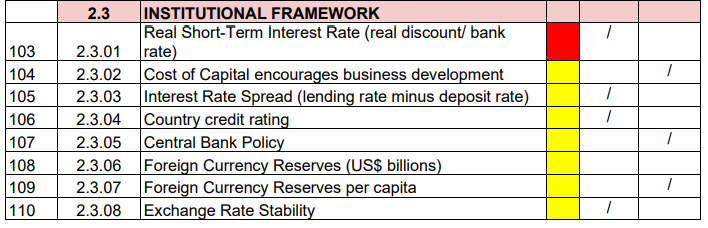 2.3 INSTITUTIONAL FRAMEWORK
103 2.3.01 Real Short-Term Interest Rate (real discount/ bank rate) /
104 2.3.02 Cost of Capital encourages business development /
105 2.3.03 Interest Rate Spread (lending rate minus deposit rate) /
106 2.3.04 Country credit rating /
107 2.3.05 Central Bank Policy /
108 2.3.06 Foreign Currency Reserves (US$ billions)
109 2.3.07 Foreign Currency Reserves per capita /
110 2.3.08 Exchange Rate Stability /